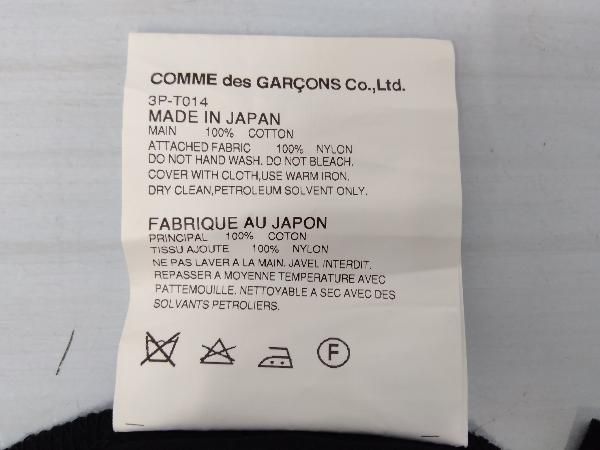 COMME des GARÇONS Co.,Ltd.
3P-T014
MADE IN JAPAN
MAIN 100% COTTON
ATTACHED FABRIC 100% NYLON
DO NOT HAND WASH. DO NOT BLEACH.
COVER WITH CLOTH,USE WARM IRON.
DRY CLEAN,PETROLEUM SOLVENT ONLY.
FABRIQUE AU JAPON
PRINCIPAL 100% COTON
TISSU AJOUTE 100% NYLON
NE PAS LAVER A LA MAIN. JAVEL INTERDIT.
REPASSER A MOYENNE TEMPERATURE AVEC
PATTEMOUILLE. NETTOYABLE A SEC AVEC DES
SOLVANTS PETROLIERS.
F